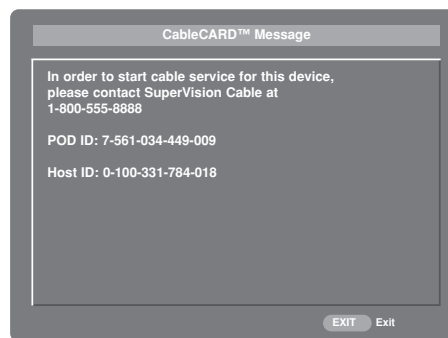 CableCARD™ Message
In order to start cable service for this device,
please contact SuperVision Cable at
1-800-555-8888
POD ID: 7-561-034-449-009
Host ID: 0-100-331-784-018
EXIT Exit